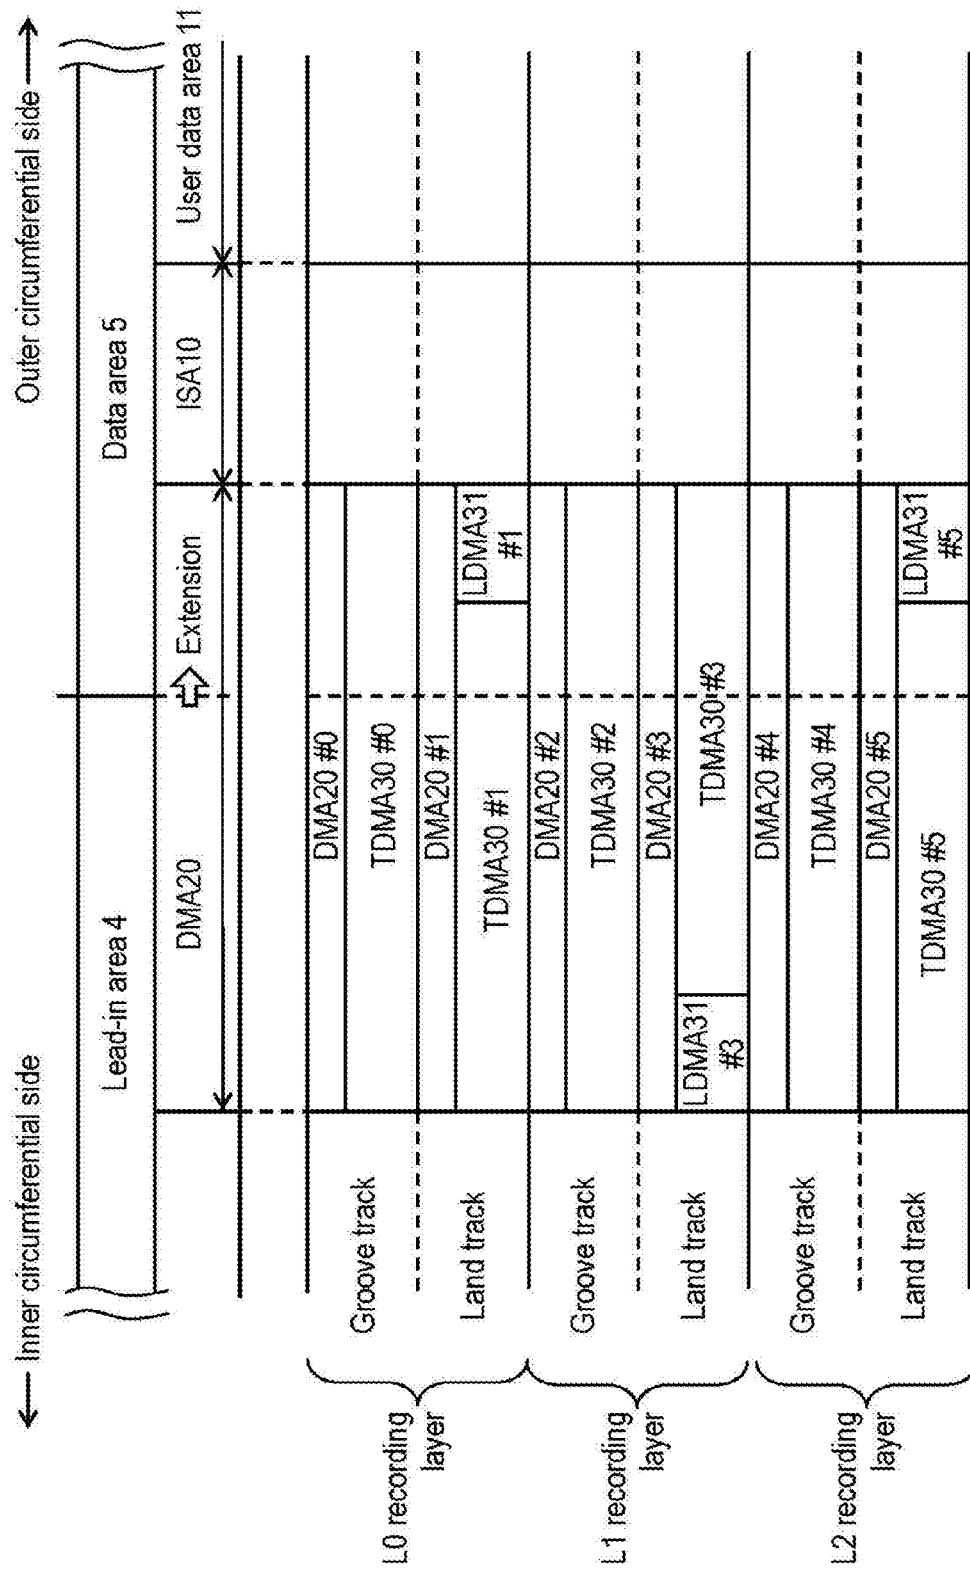 ← Inner circumferential side
Outer circumferential side →
Lead-in area 4
Data area 5
DMA20
Extension
ISA10
User data area 11
L0 recording
layer
Groove track
DMA20 #0
TDMA30 #0
Land track
DMA20 #1
TDMA30 #1
LDMA31
#1
L1 recording
layer
Groove track
DMA20 #2
TDMA30 #2
Land track
DMA20 #3
LDMA31
#3
TDMA30 #3
L2 recording
layer
Groove track
DMA20 #4
TDMA30 #4
Land track
DMA20 #5
TDMA30 #5
LDMA31
#5